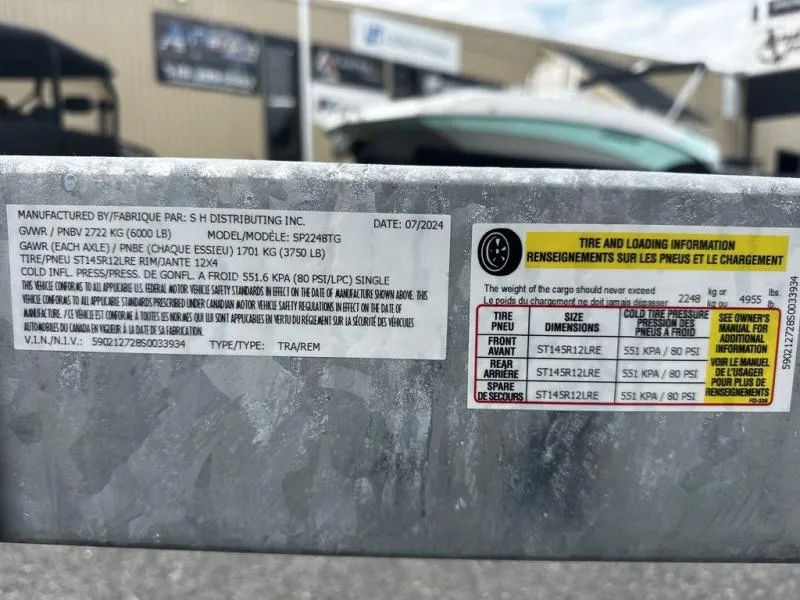 MANUFACTURED BY/FABRIQUE PAR: S H DISTRIBUTING INC. DATE: 07/2024
GVWR / PNBV 2722 KG (6000 LB) MODEL/MODÈLE: SP2248TG
GAWR (EACH AXLE) / PNBE (CHAQUE ESSIEU) 1701 KG (3750 LB)
TIRE/PNEU ST145R12LRE RIM/JANTE 12X4
COLD INFL. PRESS/PRESS. DE GONFL. A FROID 551.6 KPA (80 PSI/LPC) SINGLE
THIS VEHICLE CONFORMS TO ALL APPLICABLE U.S. FEDERAL MOTOR VEHICLE SAFETY STANDARDS IN EFFECT ON THE DATE OF MANUFACTURE SHOWN ABOVE. THIS
VEHICLE CONFORMS TO ALL APPLICABLE STANDARDS PRESCRIBED UNDER CANADIAN MOTOR VEHICLE SAFETY REGULATIONS IN EFFECT ON THE DATE OF
MANUFACTURE. / CE VÉHICULE EST CONFORME À TOUTES LES NORMES QUI LUI SONT APPLICABLES EN VERTU DU RÈGLEMENT SUR LA SÉCURITÉ DES VÉHICULES
AUTOMOBILES DU CANADA EN VIGUEUR À LA DATE DE SA FABRICATION.
V.I.N./N.I.V.: 590212728S0033934 TYPE/TYPE: TRA/REM
TIRE AND LOADING INFORMATION
RENSEIGNEMENTS SUR LES PNEUS ET LE CHARGEMENT
The weight of the cargo should never exceed
Le poids du chargement ne doit jamais dépasser 2248 kg or kg ou 4955 lbs. lb.
TIRE PNEU SIZE DIMENSIONS COLD TIRE PRESSURE PRESSION DES PNEUS A FROID
FRONT AVANT ST145R12LRE 551 KPA / 80 PSI
REAR ARRIÈRE ST145R12LRE 551 KPA / 80 PSI
SPARE DE SECOURS ST145R12LRE 551 KPA / 80 PSI
SEE OWNER'S
MANUAL FOR
ADDITIONAL
INFORMATION
VOIR LE MANUEL
DE L'USAGER
POUR PLUS DE
RENSEIGNEMENTS
FD-339
590212728S0033934